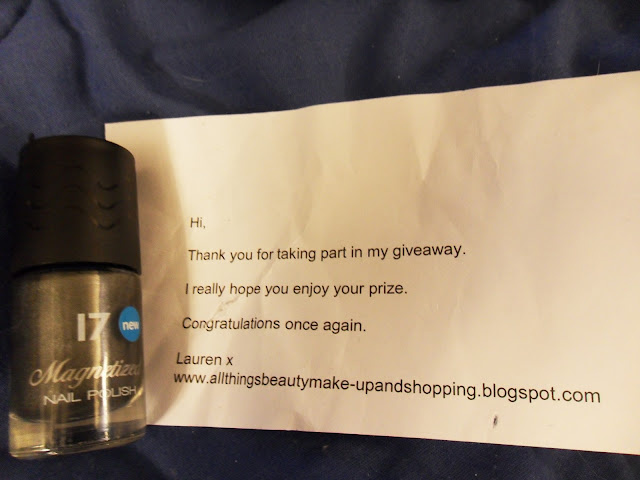 17
new
Magnetized
NAIL POLISH
Hi,
Thank you for taking part in my giveaway.
I really hope you enjoy your prize.
Congratulations once again.
Lauren x
www.allthingsbeautymake-upandshopping.blogspot.com